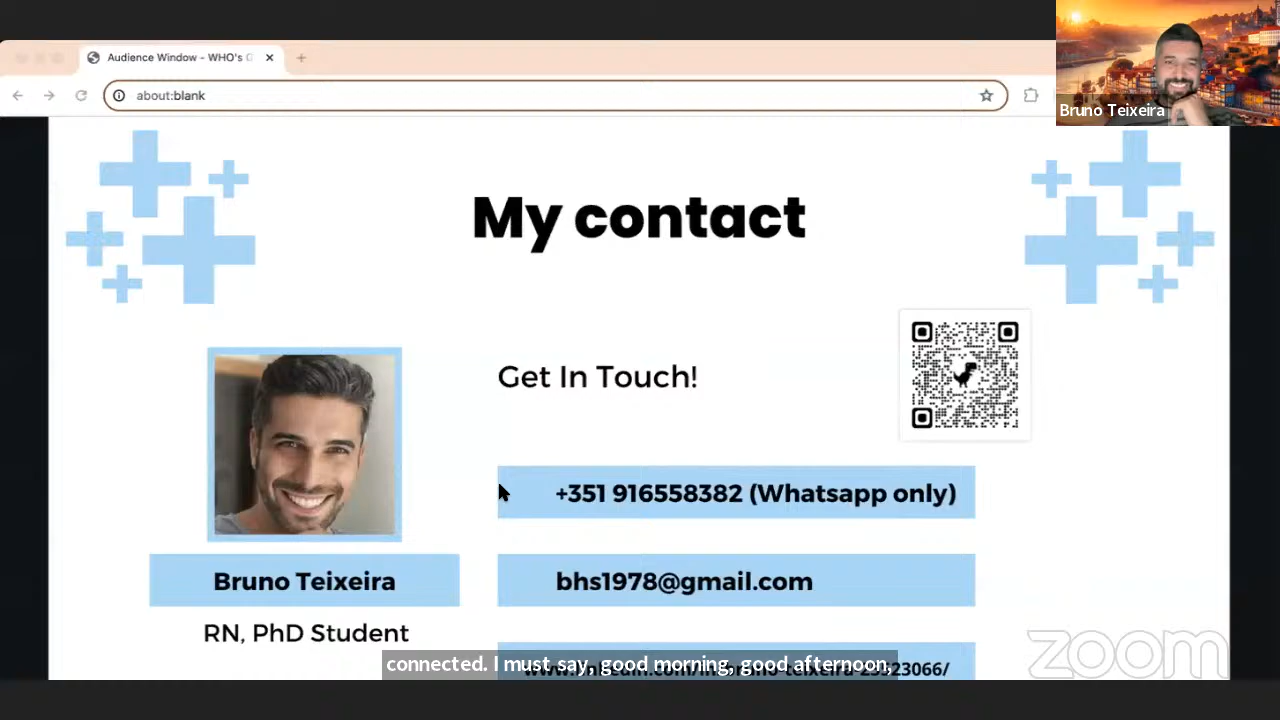 Audience Window - WHO's G
about:blank
Bruno Teixeira
My contact
Get In Touch!
+351 916558382 (Whatsapp only)
Bruno Teixeira
bhs1978@gmail.com
RN, PhD Student
connected. I must say, good morning, good afternoon,
zoom